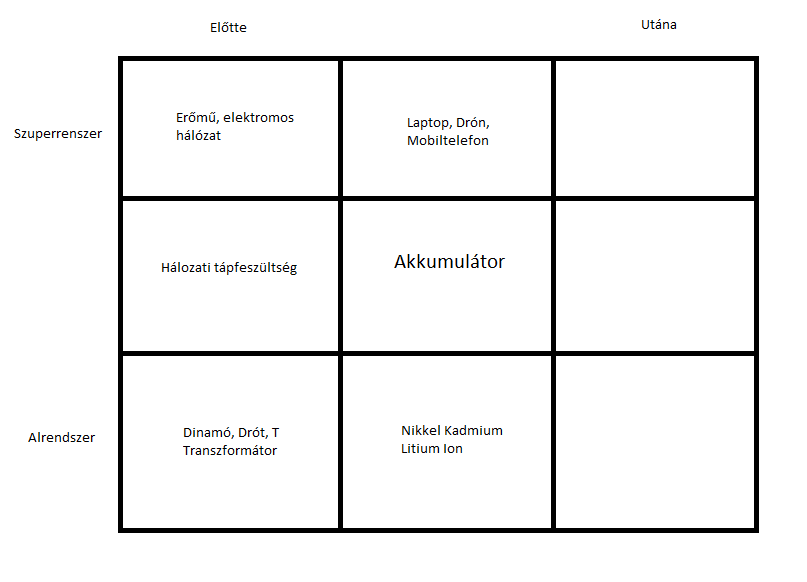 Előtte
Utána
Szuperrenszer
Erőmű, elektromos
hálózat
Laptop, Drón,
Mobiltelefon
Hálozati tápfeszültség
Akkumulátor
Alrendszer
Dinamó, Drót, T
Transzformátor
Nikkel Kadmium
Litium Ion